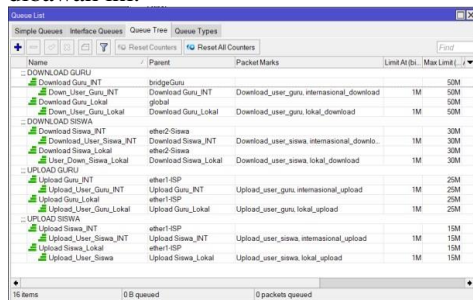 Queue List
Simple Queues Interface Queues Queue Tree Queue Types
Reset Counters Reset All Counters Find
Name Parent Packet Marks Limit At (bi... Max Limit (...
::: DOWNLOAD GURU
Download Guru_INT bridgeGuru 50M
Down_User_Guru_INT Download Guru_INT Download_user_guru, internasional_download 1M 50M
Download Guru_Lokal global 50M
Down_User_Guru_Lokal Download Guru_Lokal Download_user_guru, lokal_download 1M 50M
::: DOWNLOAD SISWA
Download Siswa_INT ether2-Siswa 30M
Download_User_Siswa_INT Download Siswa_INT Download_user_siswa, internasional_downlo... 1M 30M
Download Siswa_Lokal ether2-Siswa 30M
User_Down_Siswa_Lokal Download Siswa_Lokal Download_user_siswa, lokal_download 1M 30M
::: UPLOAD GURU
Upload Guru_INT ether1-ISP 25M
Upload_User_Guru_INT Upload Guru_INT Upload_user_guru, internasional_upload 1M 25M
Upload Guru_Lokal ether1-ISP 25M
Upload_User_Guru_Lokal Upload Guru_Lokal Upload_user_guru, lokal_upload 1M 25M
::: UPLOAD SISWA
Upload Siswa_INT ether1-ISP 15M
Upload_User_Siswa_INT Upload Siswa_INT Upload_user_siswa, internasional_upload 1M 15M
Upload Siswa_Lokal ether1-ISP 15M
Upload_User_Siswa Upload Siswa_Lokal Upload_user_siswa, lokal_upload 1M 15M
16 items 0 B queued 0 packets queued